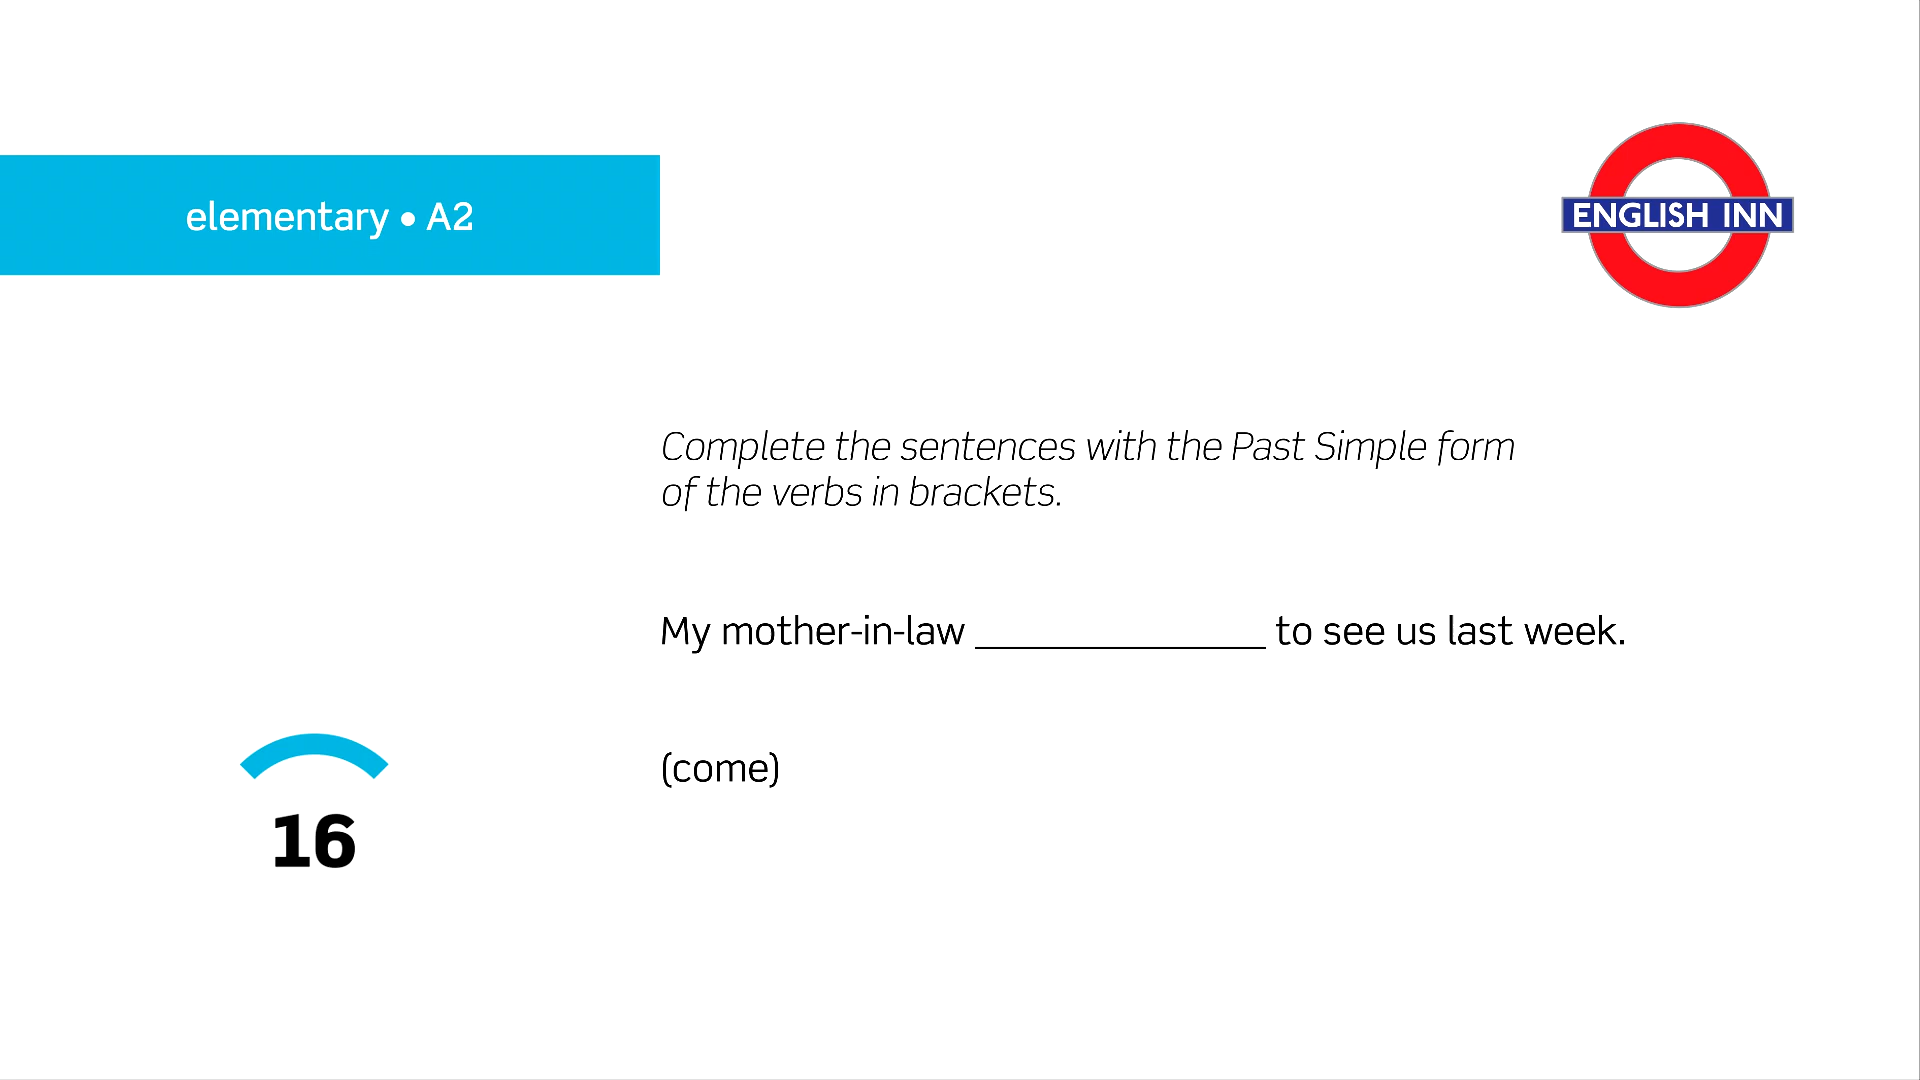 elementary • A2
ENGLISH INN
Complete the sentences with the Past Simple form
of the verbs in brackets.
My mother-in-law ______________ to see us last week.
(come)
16